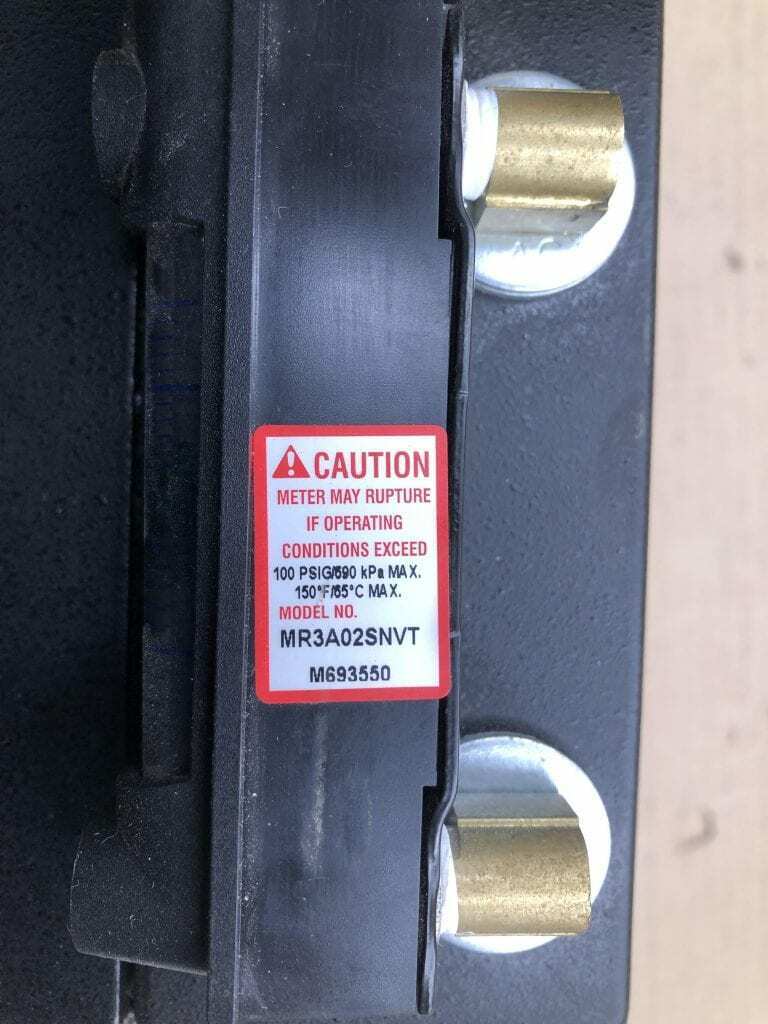 CAUTION
METER MAY RUPTURE
IF OPERATING
CONDITIONS EXCEED
100 PSIG/690 kPa MAX.
150°F/65°C MAX.
MODEL NO.
MR3A02SNVT
M693550